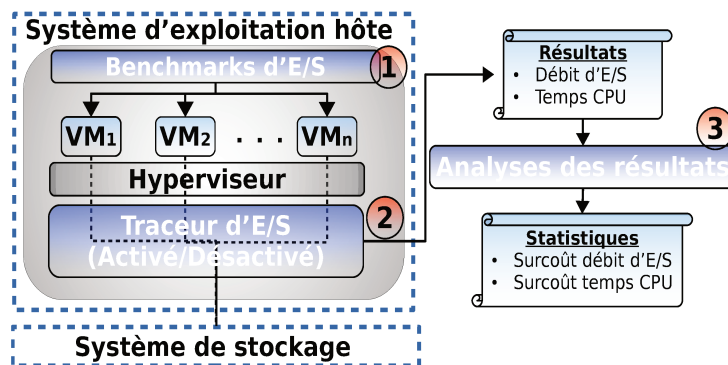 Système d’exploitation hôte
Benchmarks d’E/S
1
VM1
VM2
. . .
VMn
Hyperviseur
Traceur d’E/S
(Activé/Désactivé)
2
Système de stockage
Résultats
• Débit d’E/S
• Temps CPU
3
Analyses des résultats
Statistiques
• Surcoût débit d’E/S
• Surcoût temps CPU